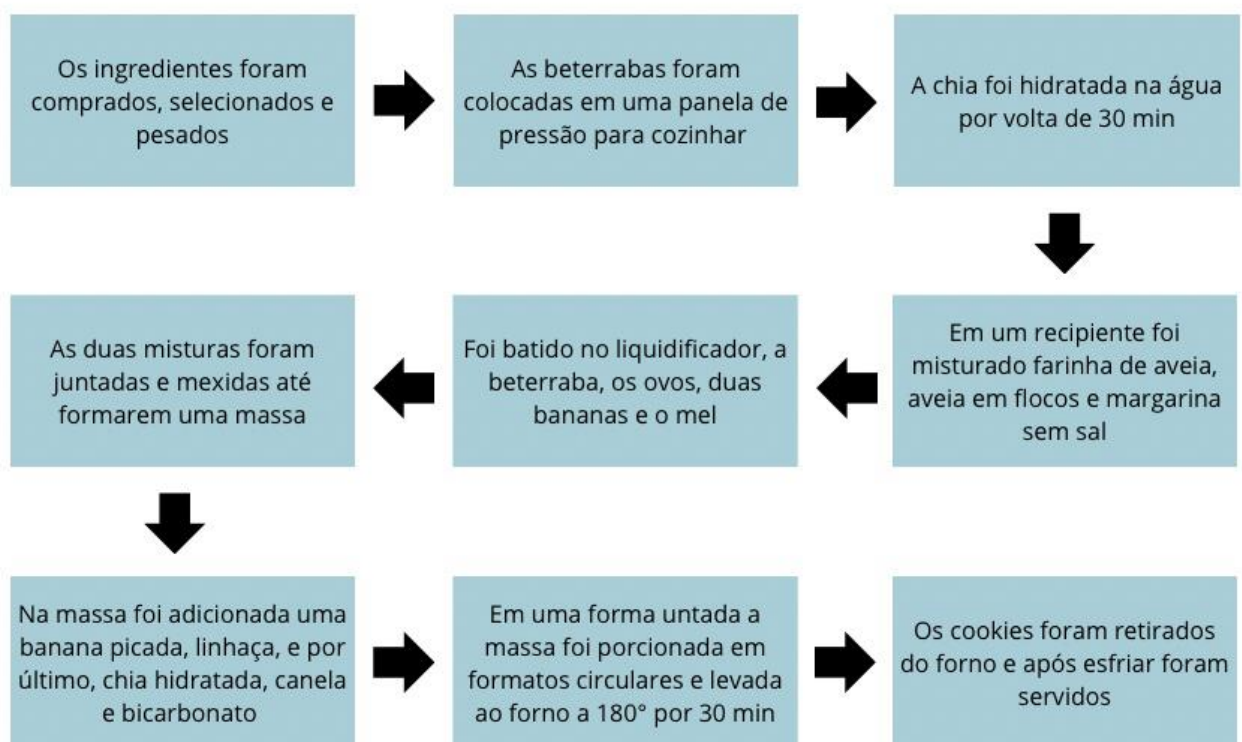 Os ingredientes foram
comprados, selecionados e
pesados
As beterrabas foram
colocadas em uma panela de
pressão para cozinhar
A chia foi hidratada na água
por volta de 30 min
Em um recipiente foi
misturado farinha de aveia,
aveia em flocos e margarina
sem sal
Foi batido no liquidificador, a
beterraba, os ovos, duas
bananas e o mel
As duas misturas foram
juntadas e mexidas até
formarem uma massa
Na massa foi adicionada uma
banana picada, linhaça, e por
último, chia hidratada, canela
e bicarbonato
Em uma forma untada a
massa foi porcionada em
formatos circulares e levada
ao forno a 180° por 30 min
Os cookies foram retirados
do forno e após esfriar foram
servidos